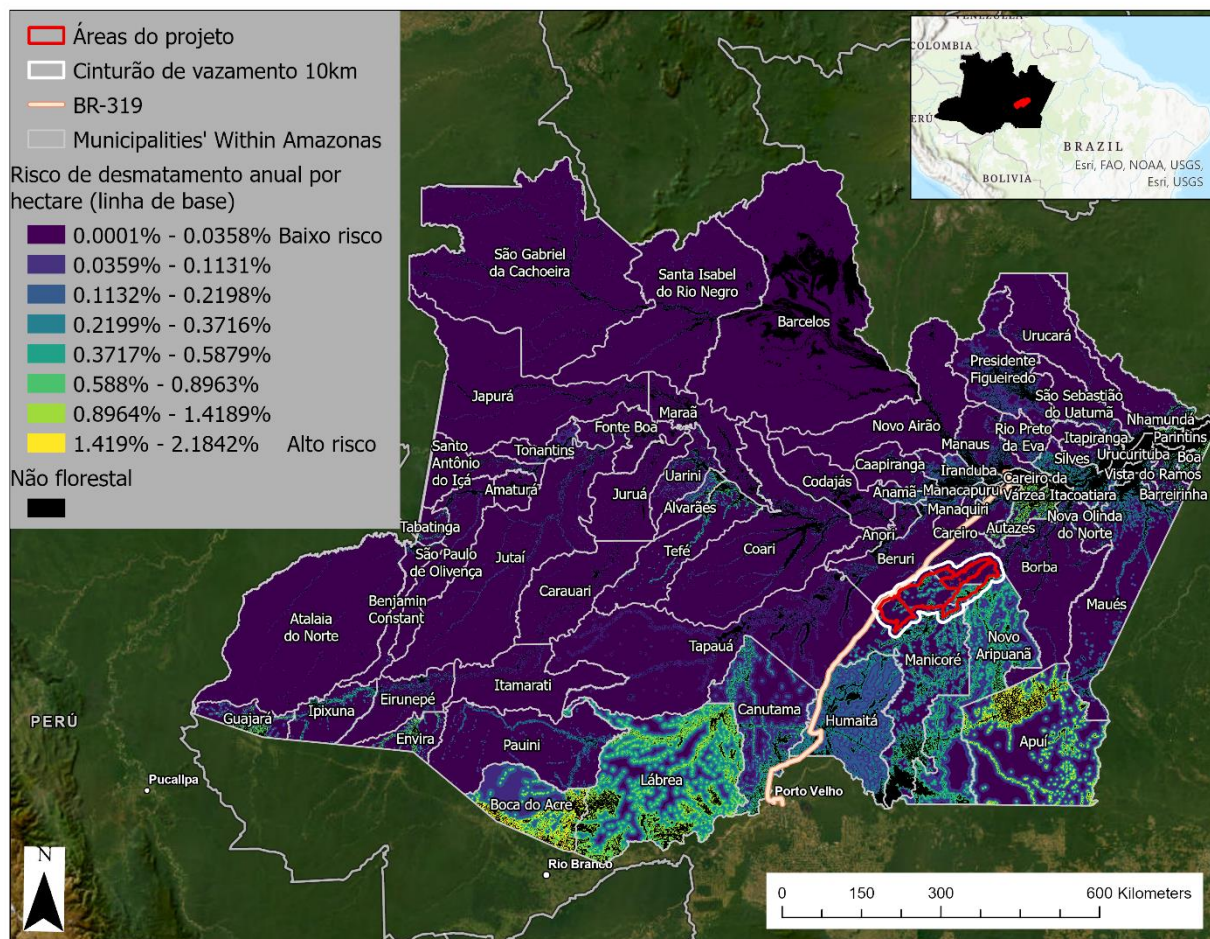 Áreas do projeto
Cinturão de vazamento 10km
BR-319
Municipalities' Within Amazonas
Risco de desmatamento anual por
hectare (linha de base)
0.0001% - 0.0358% Baixo risco
0.0359% - 0.1131%
0.1132% - 0.2198%
0.2199% - 0.3716%
0.3717% - 0.5879%
0.588% - 0.8963%
0.8964% - 1.4189%
1.419% - 2.1842% Alto risco
Não florestal
VENEZUELA
COLOMBIA
PERÚ
BRAZIL
BOLIVIA
Esri, FAO, NOAA, USGS,
Esri, USGS
São Gabriel
da Cachoeira
Santa Isabel
do Rio Negro
Barcelos
Urucará
Presidente
Figueiredo
São Sebastião
do Uatumã
Nhamundá
Japurá
Maraã
Fonte Boa
Novo Airão
Manaus
Rio Preto
da Eva
Itapiranga
Parintins
Silves
Urucurituba
Boa
Vista do Ramos
Santo
Antônio
do Içá
Tonantins
Uarini
Codajás
Caapiranga
Iranduba
Careiro da
Várzea
Itacoatiara
Barreirinha
Amaturá
Juruá
Alvarães
Anamã
Manacapuru
Manaquiri
Tabatinga
Autazes
Nova Olinda
do Norte
São Paulo
de Olivença
Jutaí
Tefé
Coari
Anori
Careiro
Beruri
Borba
Carauari
Benjamin
Constant
Atalaia
do Norte
Maués
Tapauá
Novo
Aripuanã
Manicoré
Itamarati
Eirunepé
Ipixuna
Guajará
Envira
Pauini
Canutama
Humaitá
Apuí
Lábrea
Boca do Acre
PERÚ
Pucallpa
Porto Velho
Rio Branco
N
0 150 300 600 Kilometers